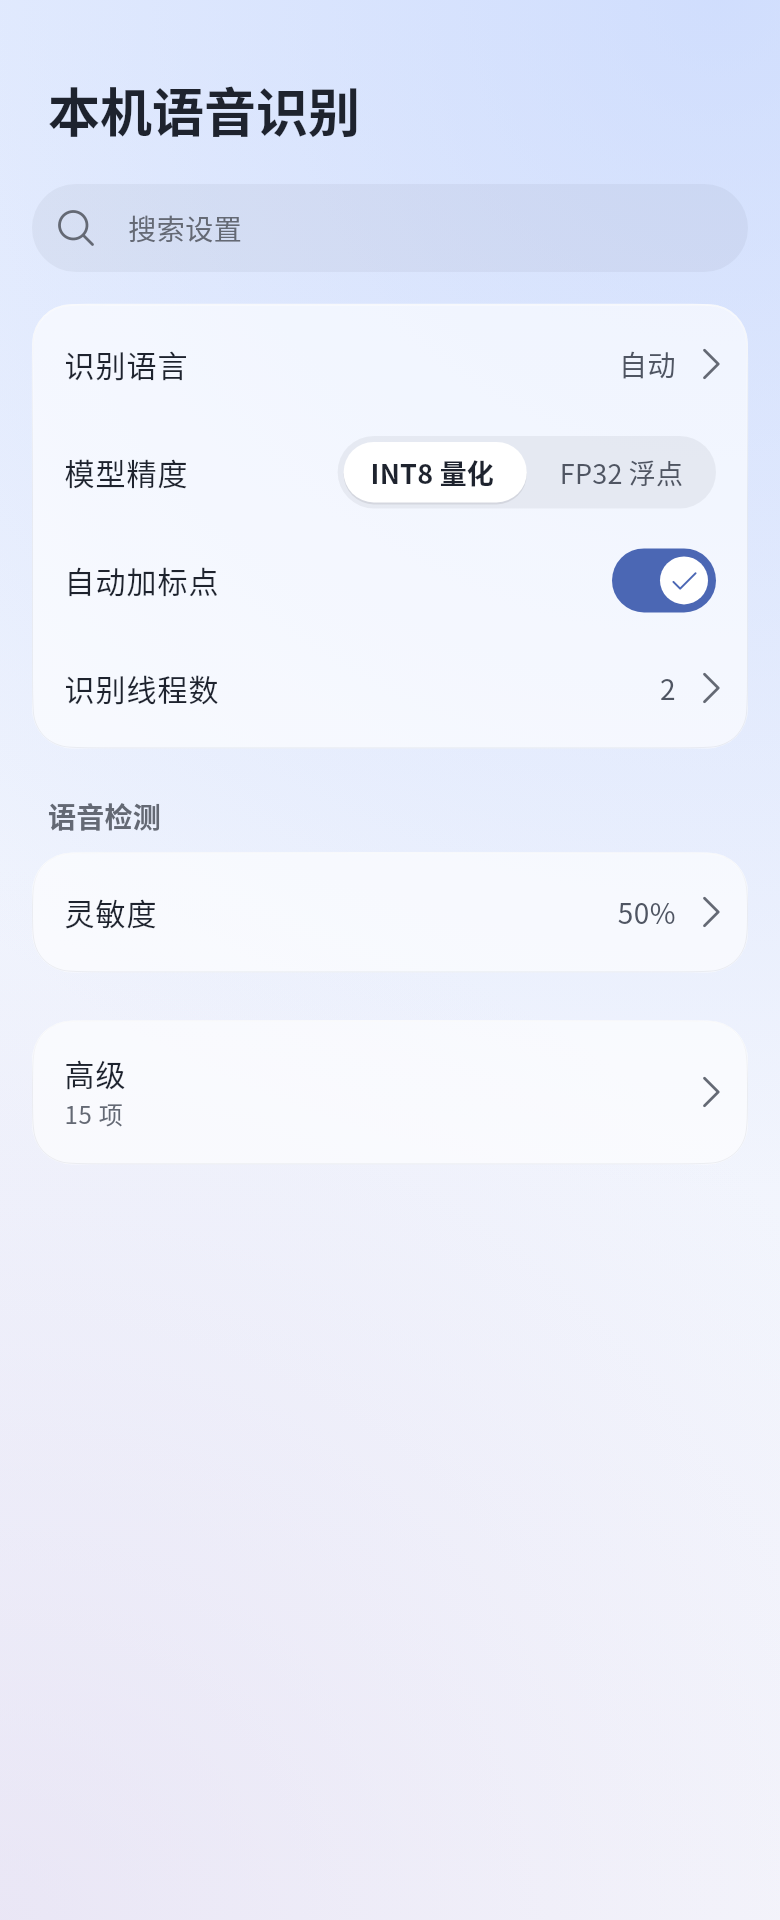 本机语音识别
搜索设置
识别语言 自动
模型精度 INT8 量化 FP32 浮点
自动加标点
识别线程数 2
语音检测
灵敏度 50%
高级
15 项